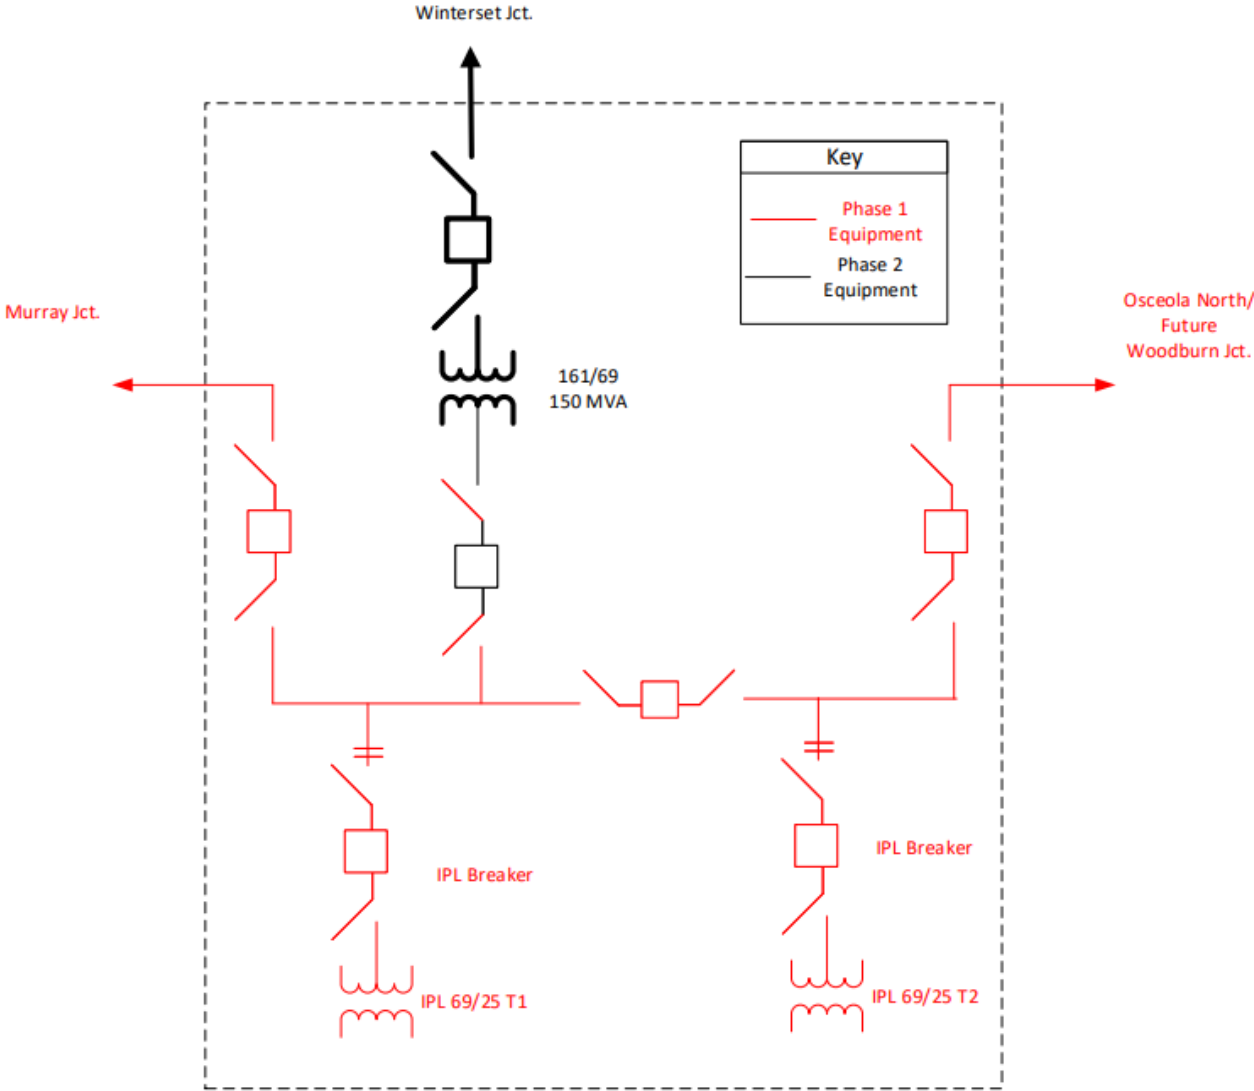 Winterset Jct.
Key
Phase 1
Equipment
Phase 2
Equipment
Murray Jct.
Osceola North/
Future
Woodburn Jct.
161/69
150 MVA
IPL Breaker
IPL Breaker
IPL 69/25 T1
IPL 69/25 T2